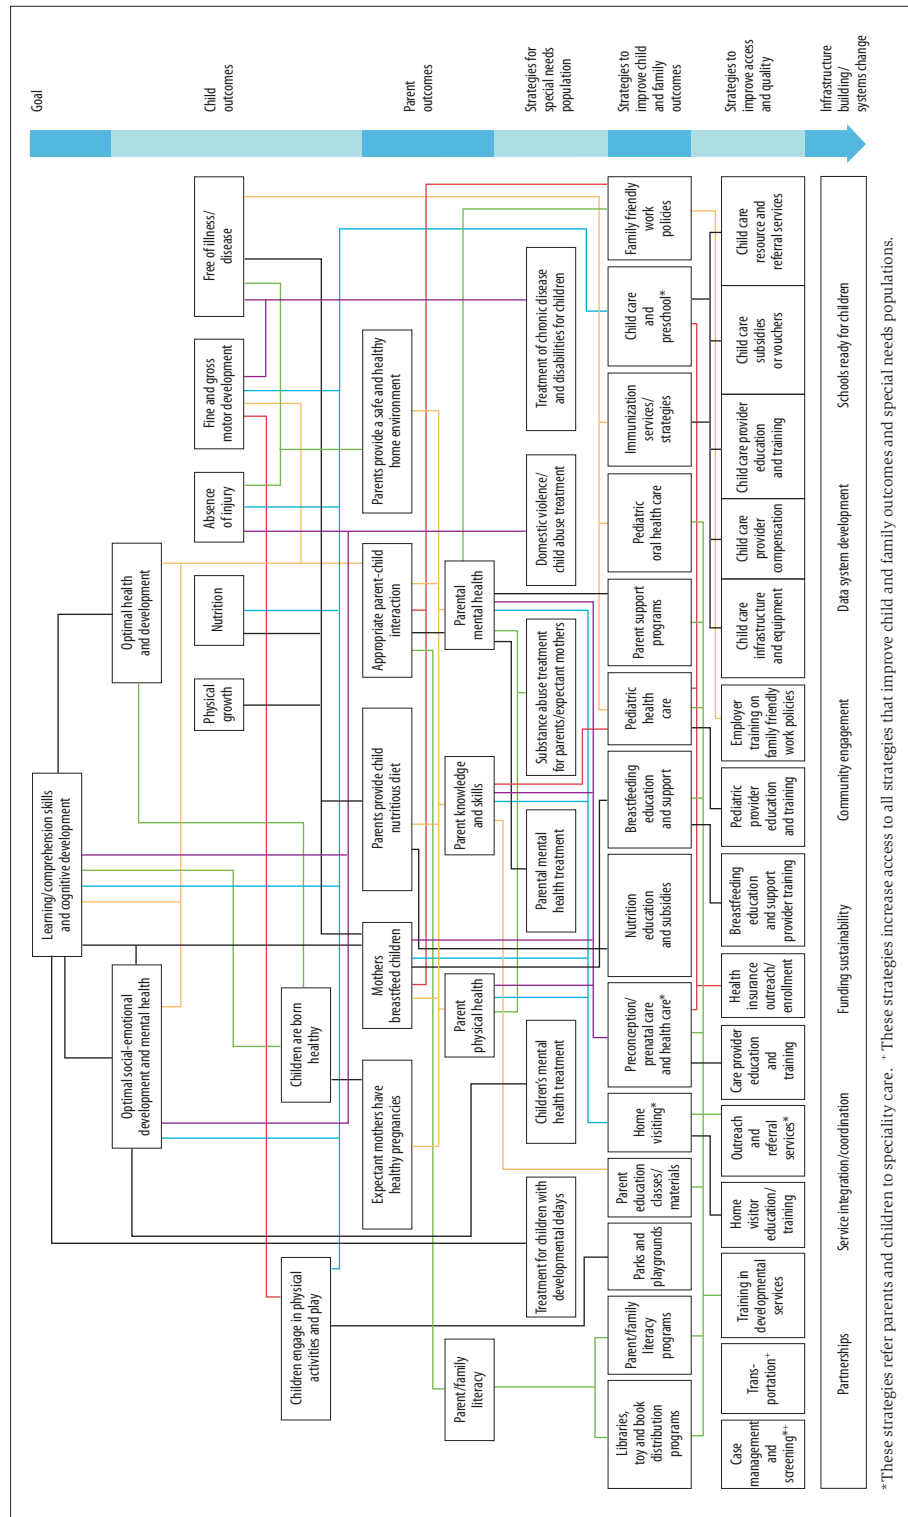 Goal
Child
outcomes
Parent
outcomes
Strategies for
special needs
population
Strategies to
improve child
and family
outcomes
Strategies to
improve access
and quality
Infrastructure
building/
systems change
Learning/comprehension skills
and cognitive development
Optimal social-emotional
development and mental health
Optimal health
and development
Children engage in physical
activities and play
Children are born
healthy
Physical
growth
Nutrition
Absence
of injury
Fine and gross
motor development
Free of illness/
disease
Expectant mothers have
healthy pregnancies
Mothers
breastfeed children
Parents provide child
nutritious diet
Appropriate parent-child
interaction
Parents provide a safe and healthy
home environment
Parent/family
literacy
Parent
physical health
Parent knowledge
and skills
Parental
mental health
Treatment for children with
developmental delays
Children's mental
health treatment
Parental mental
health treatment
Substance abuse treatment
for parents/expectant mothers
Domestic violence/
child abuse treatment
Treatment of chronic disease
and disabilities for children
Libraries,
toy and book
distribution
programs
Parent/family
literacy
programs
Parks and
playgrounds
Parent
education
classes/
materials
Home
visiting*
Preconception/
prenatal care
and health care*
Nutrition
education
and subsidies
Breastfeeding
education
and support
Pediatric
health
care
Parent support
programs
Pediatric
oral health care
Immunization
services/
strategies
Child care
and
preschool*
Family friendly
work
policies
Case
management
and
screening*⁺
Trans-
portation⁺
Training in
developmental
services
Home
visitor
education/
training
Outreach
and
referral
services*
Care provider
education
and
training
Health
insurance
outreach/
enrollment
Breastfeeding
education
and support
provider training
Pediatric
provider
education
and training
Employer
training on
family friendly
work policies
Child care
infrastructure
and equipment
Child care
provider
compensation
Child care provider
education
and training
Child care
subsidies
or vouchers
Child care
resource and
referral services
Partnerships
Service integration/coordination
Funding sustainability
Community engagement
Data system development
Schools ready for children
*These strategies refer parents and children to speciality care. ⁺ These strategies increase access to all strategies that improve child and family outcomes and special needs populations.